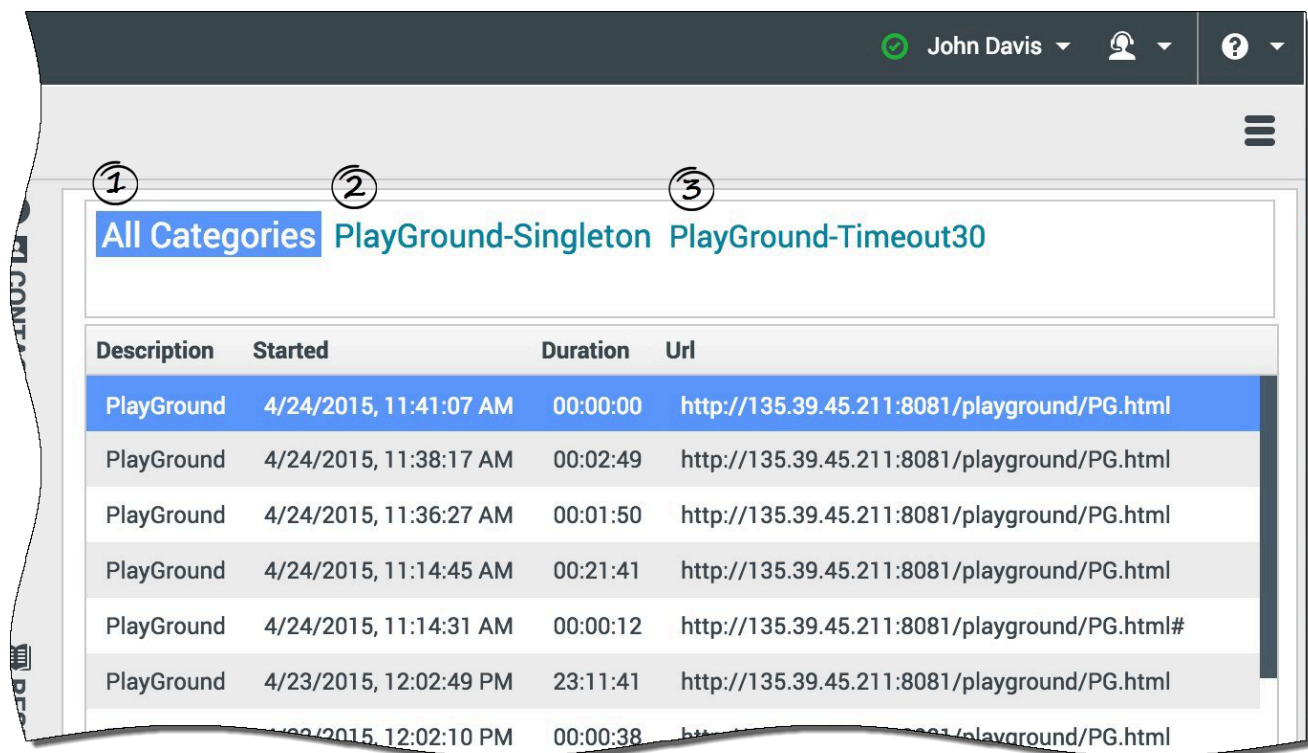 John Davis
1 2 3
All Categories PlayGround-Singleton PlayGround-Timeout30
Description Started Duration Url
PlayGround 4/24/2015, 11:41:07 AM 00:00:00 http://135.39.45.211:8081/playground/PG.html
PlayGround 4/24/2015, 11:38:17 AM 00:02:49 http://135.39.45.211:8081/playground/PG.html
PlayGround 4/24/2015, 11:36:27 AM 00:01:50 http://135.39.45.211:8081/playground/PG.html
PlayGround 4/24/2015, 11:14:45 AM 00:21:41 http://135.39.45.211:8081/playground/PG.html
PlayGround 4/24/2015, 11:14:31 AM 00:00:12 http://135.39.45.211:8081/playground/PG.html#
PlayGround 4/23/2015, 12:02:49 PM 23:11:41 http://135.39.45.211:8081/playground/PG.html
12:02:10 PM 00:00:38